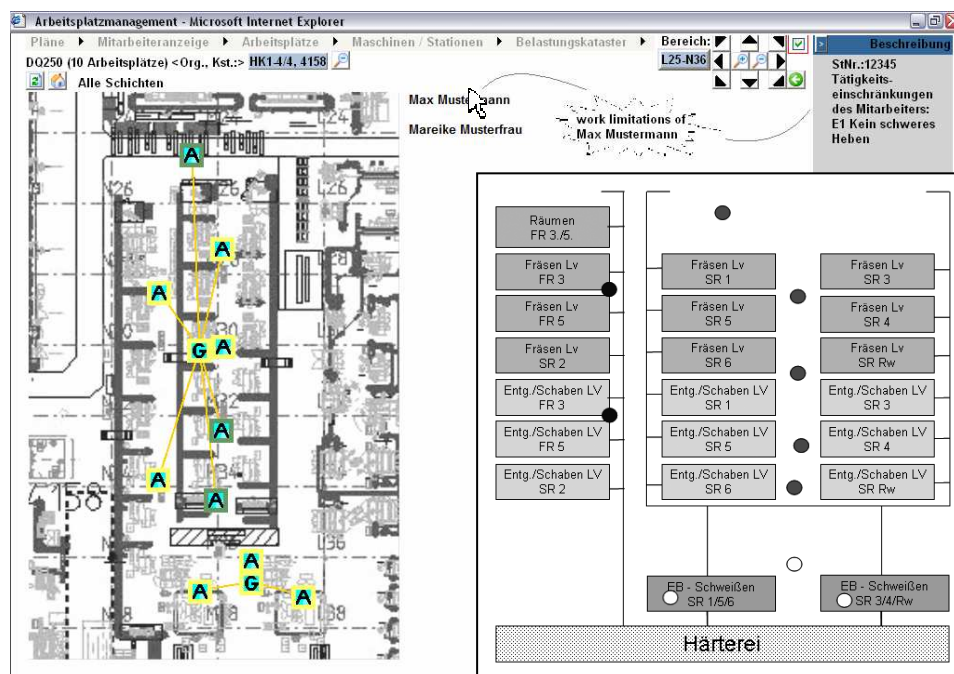 Arbeitsplatzmanagement - Microsoft Internet Explorer
Pläne Mitarbeiteranzeige Arbeitsplätze Maschinen / Stationen Belastungskataster Bereich:
DQ250 (10 Arbeitsplätze) <Org., Kst.:> HK1-4/4, 4158
L25-N36
Alle Schichten
Beschreibung
StNr.:12345
Tätigkeits-
einschränkungen
des Mitarbeiters:
E1 Kein schweres
Heben
Max Mustermann
Mareike Musterfrau
work limitations of
Max Mustermann
A
A
A
G A
A
A
A
A
G
A A
Räumen
FR 3./5.
Fräsen Lv
FR 3
Fräsen Lv
SR 1
Fräsen Lv
SR 3
Fräsen Lv
FR 5
Fräsen Lv
SR 5
Fräsen Lv
SR 4
Fräsen Lv
SR 2
Fräsen Lv
SR 6
Fräsen Lv
SR Rw
Entg./Schaben LV
FR 3
Entg./Schaben LV
SR 1
Entg./Schaben LV
SR 3
Entg./Schaben LV
FR 5
Entg./Schaben LV
SR 5
Entg./Schaben LV
SR 4
Entg./Schaben LV
SR 2
Entg./Schaben LV
SR 6
Entg./Schaben LV
SR Rw
EB - Schweißen
SR 1/5/6
EB - Schweißen
SR 3/4/Rw
Härterei